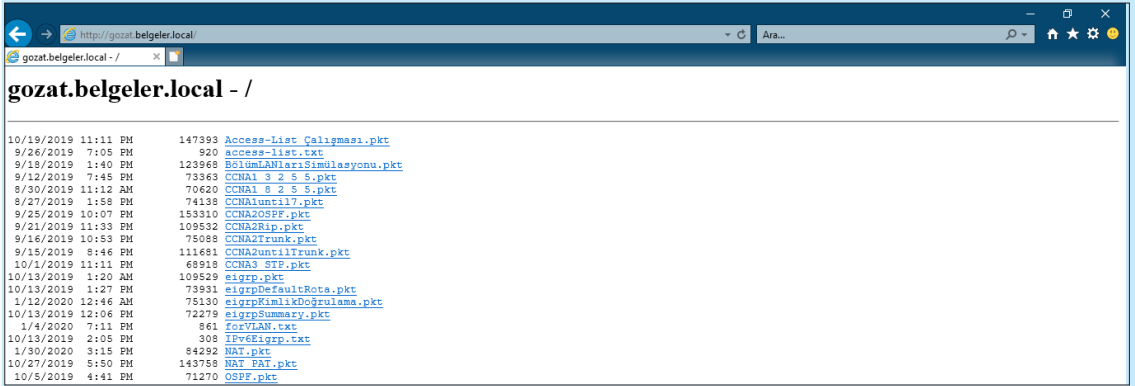 http://gozat.belgeler.local/
Ara...
gozat.belgeler.local - /
gozat.belgeler.local - /
10/19/2019 11:11 PM 147393 Access-List Çalışması.pkt
9/26/2019 7:05 PM 920 access-list.txt
9/18/2019 1:40 PM 123968 BölümLANlarıSimülasyonu.pkt
9/12/2019 7:45 PM 73363 CCNA1 3 2 5 5.pkt
8/30/2019 11:12 AM 70620 CCNA1 8 2 5 5.pkt
8/27/2019 1:58 PM 74138 CCNA1until7.pkt
9/25/2019 10:07 PM 153310 CCNA2OSPF.pkt
9/21/2019 11:33 PM 109532 CCNA2Rip.pkt
9/16/2019 10:53 PM 75088 CCNA2Trunk.pkt
9/15/2019 8:46 PM 111681 CCNA2untilTrunk.pkt
10/1/2019 11:11 PM 68918 CCNA3 STP.pkt
10/13/2019 1:20 AM 109529 eigrp.pkt
10/13/2019 1:27 PM 73931 eigrpDefaultRota.pkt
1/12/2020 12:46 AM 75130 eigrpKimlikDoğrulama.pkt
10/13/2019 12:06 PM 72279 eigrpSummary.pkt
1/4/2020 7:11 PM 861 forVLAN.txt
10/13/2019 2:05 PM 308 IPv6Eigrp.txt
1/30/2020 3:15 PM 84292 NAT.pkt
10/27/2019 5:50 PM 143758 NAT PAT.pkt
10/5/2019 4:41 PM 71270 OSPF.pkt